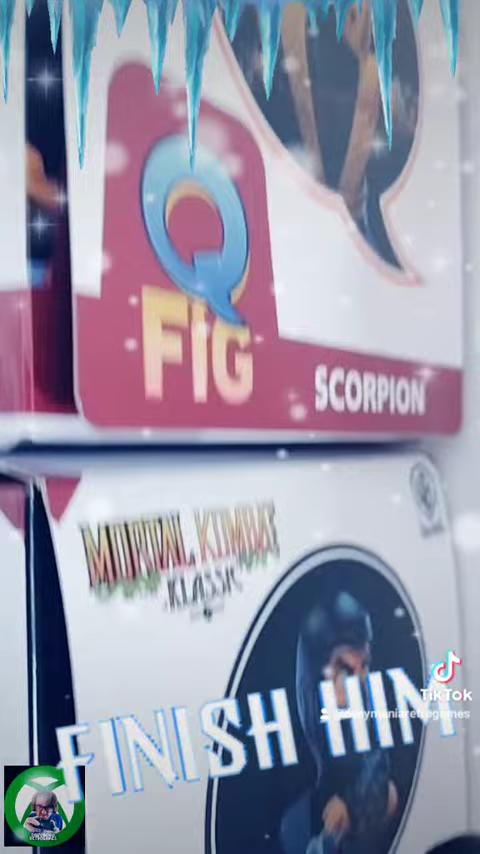 Q
FIG
SCORPION
MORTAL KOMBAT
KLASSIC
FINISH HIM
TikTok